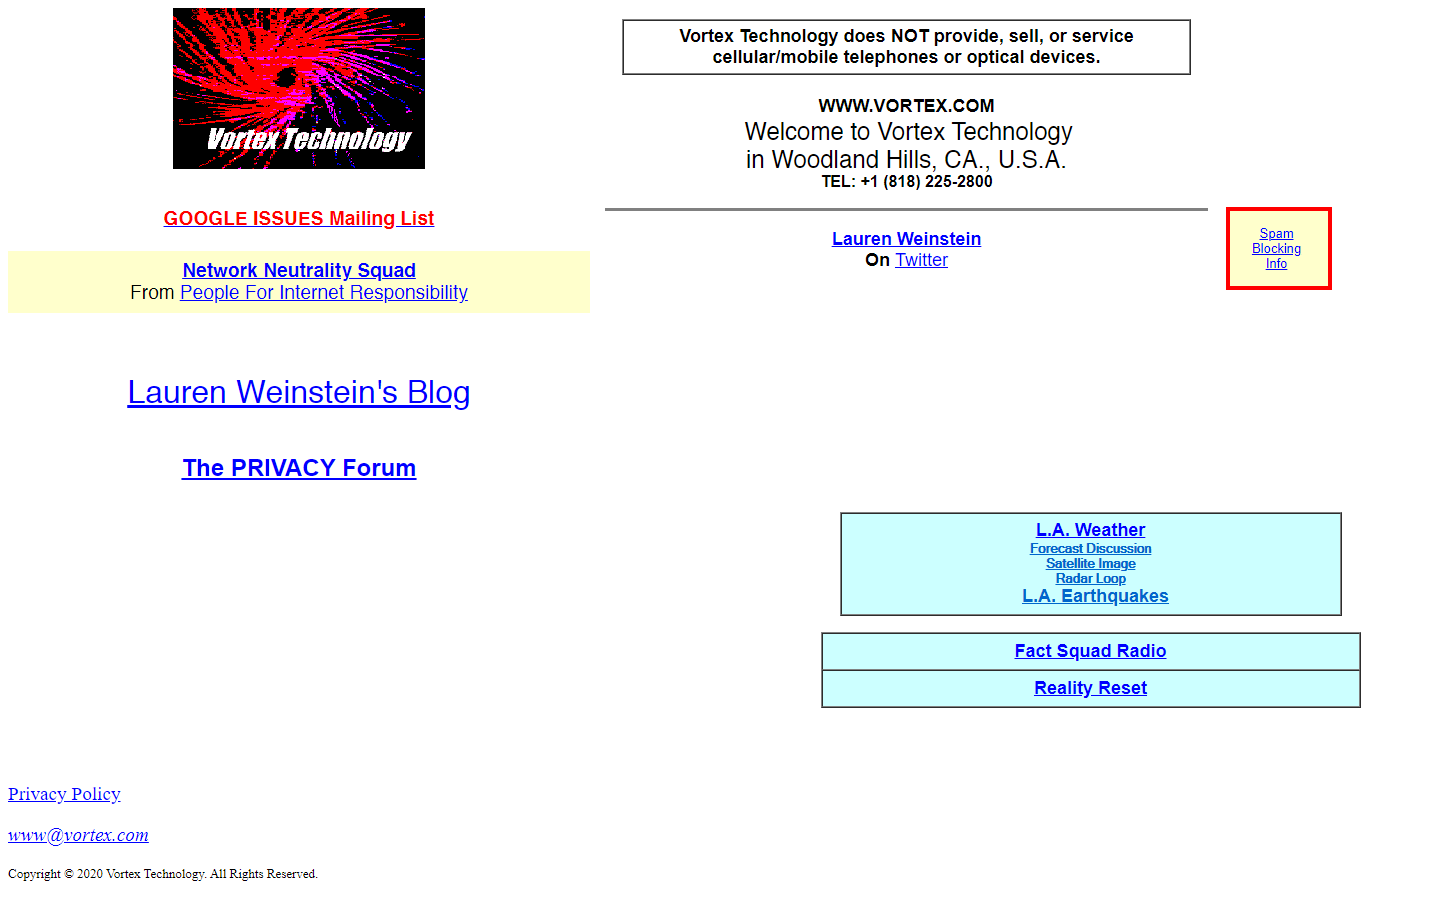 Vortex Technology
GOOGLE ISSUES Mailing List
Network Neutrality Squad
From People For Internet Responsibility
Lauren Weinstein's Blog
The PRIVACY Forum
Vortex Technology does NOT provide, sell, or service
cellular/mobile telephones or optical devices.
WWW.VORTEX.COM
Welcome to Vortex Technology
in Woodland Hills, CA., U.S.A.
TEL: +1 (818) 225-2800
Lauren Weinstein
On Twitter
Spam
Blocking
Info
L.A. Weather
Forecast Discussion
Satellite Image
Radar Loop
L.A. Earthquakes
Fact Squad Radio
Reality Reset
Privacy Policy
www@vortex.com
Copyright © 2020 Vortex Technology. All Rights Reserved.